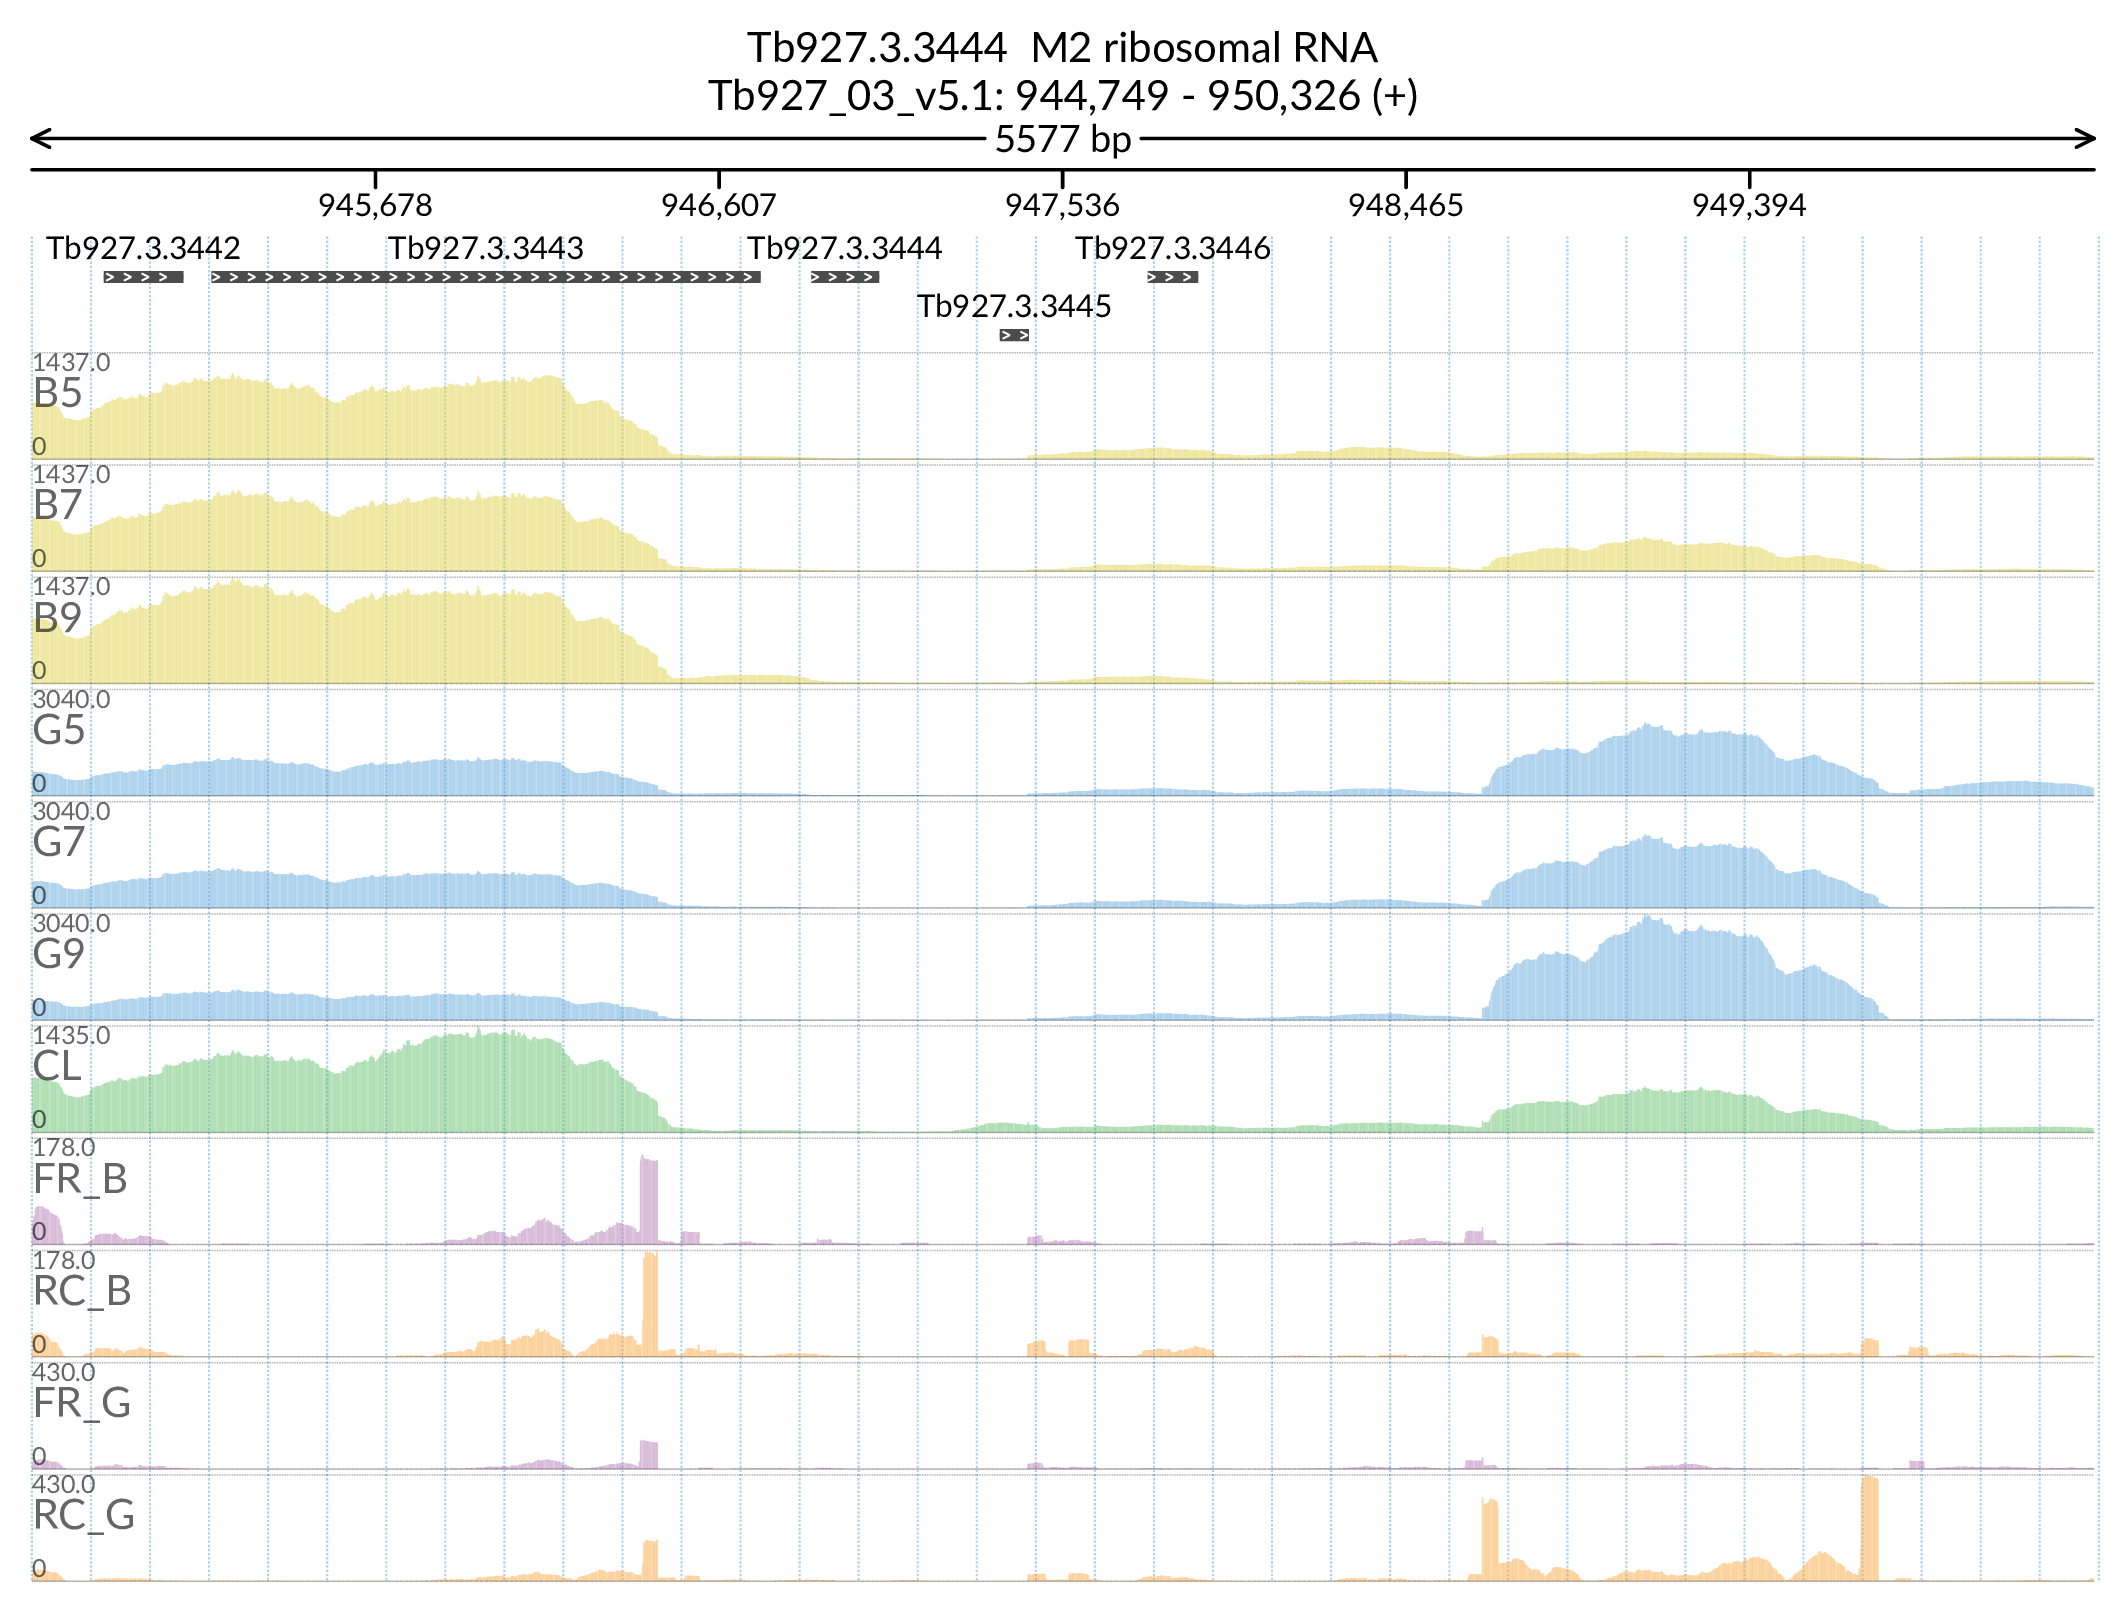 Tb927.3.3444  M2 ribosomal RNA
Tb927_03_v5.1: 944,749 - 950,326 (+)
5577 bp
945,678 946,607 947,536 948,465 949,394
Tb927.3.3442 Tb927.3.3443 Tb927.3.3444 Tb927.3.3446
Tb927.3.3445
1437.0
B5
0
1437.0
B7
0
1437.0
B9
0
3040.0
G5
0
3040.0
G7
0
3040.0
G9
0
1435.0
CL
0
178.0
FR_B
0
178.0
RC_B
0
430.0
FR_G
0
430.0
RC_G
0